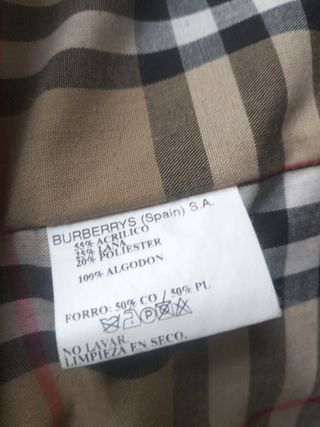 BURBERRYS (Spain) S.A.
55% ACRILICO
25% LANA
20% POLIESTER
100% ALGODON
FORRO: 50% CO / 50% PL
NO LAVAR
LIMPIEZA EN SECO.